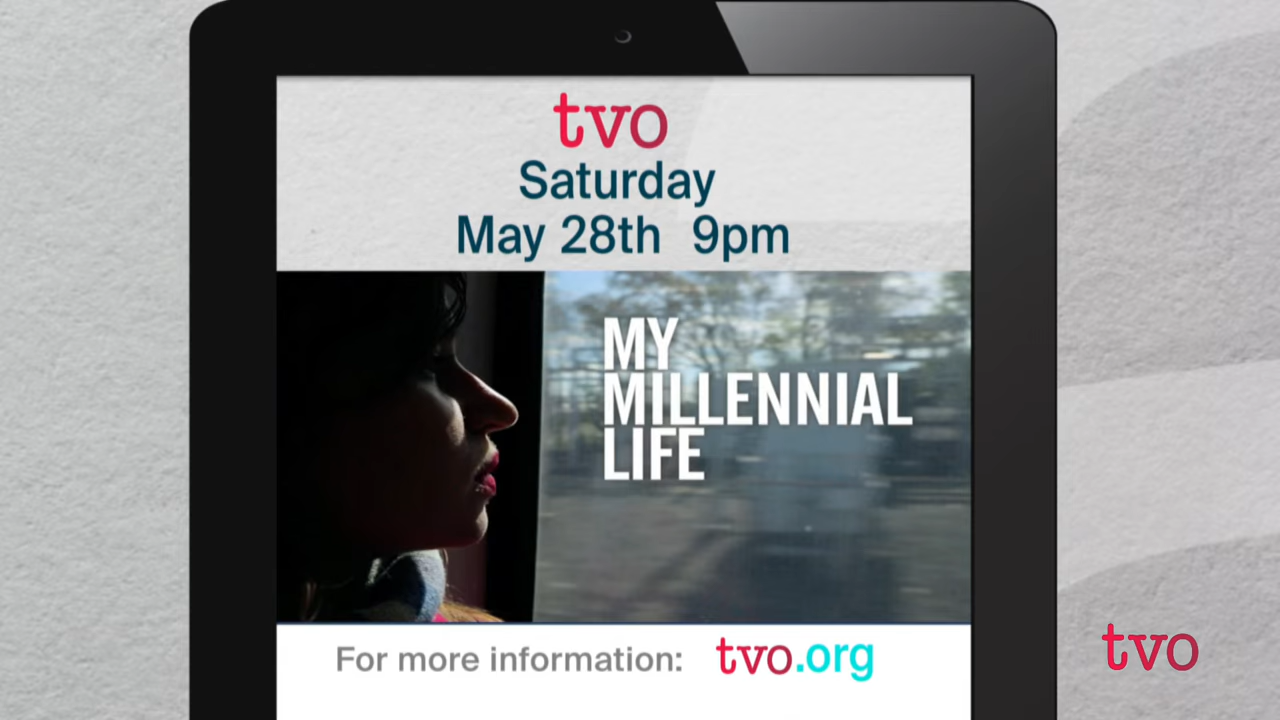 tvo
Saturday
May 28th 9pm
MY
MILLENNIAL
LIFE
For more information: tvo.org
tvo